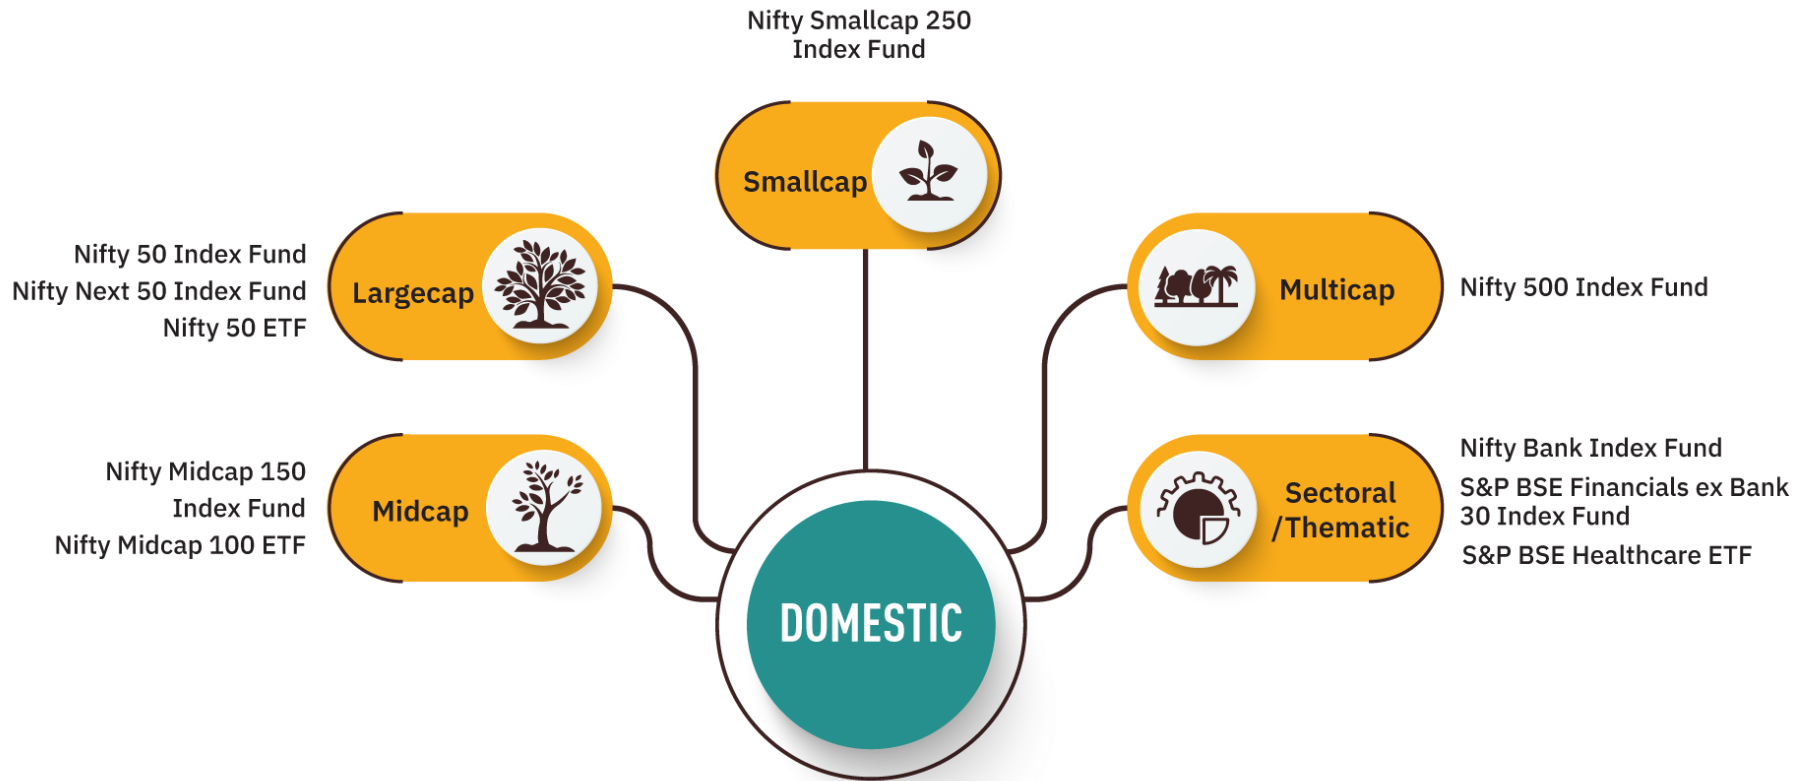 Nifty Smallcap 250
Index Fund
Smallcap
Nifty 50 Index Fund
Nifty Next 50 Index Fund
Nifty 50 ETF
Largecap
Multicap
Nifty 500 Index Fund
Nifty Midcap 150
Index Fund
Nifty Midcap 100 ETF
Midcap
Sectoral
/Thematic
Nifty Bank Index Fund
S&P BSE Financials ex Bank
30 Index Fund
S&P BSE Healthcare ETF
DOMESTIC